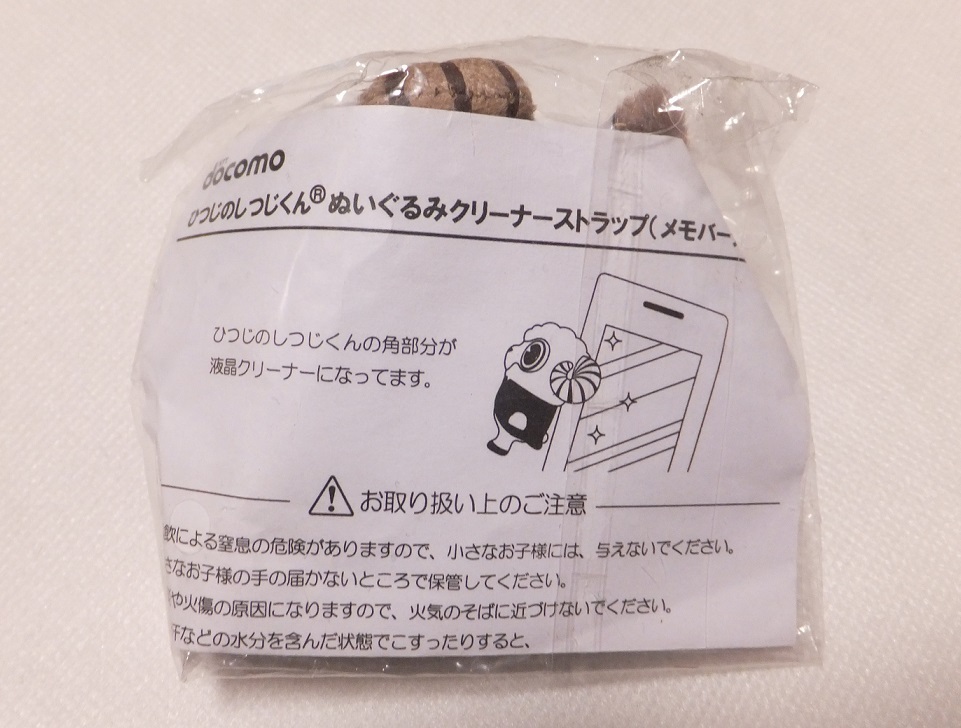 docomo
ひつじのしつじくん®ぬいぐるみクリーナーストラップ(メモバー
ひつじのしつじくんの角部分が
液晶クリーナーになってます。
お取り扱い上のご注意
飲による窒息の危険がありますので、小さなお子様には、与えないでください。
さなお子様の手の届かないところで保管してください。
や火傷の原因になりますので、火気のそばに近づけないでください。
汗などの水分を含んだ状態でこすったりすると、